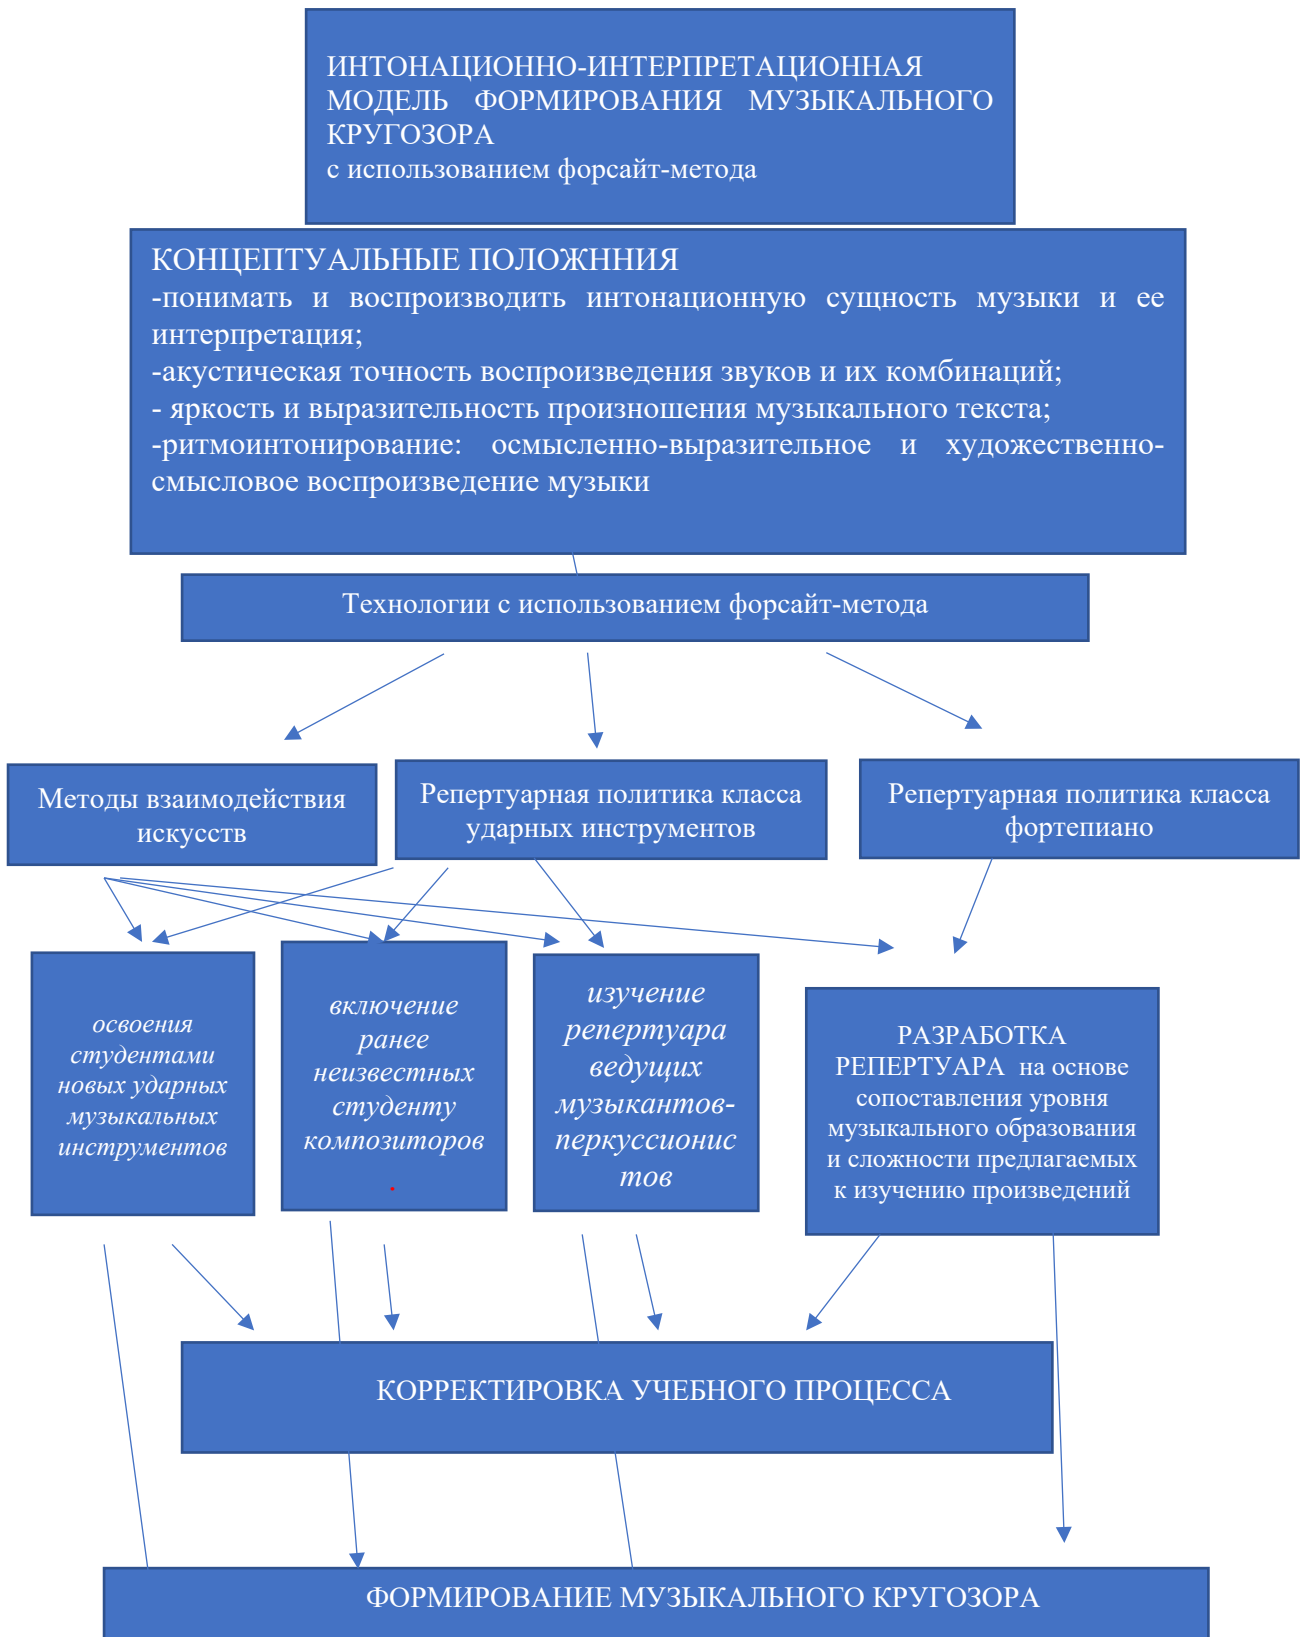 ИНТОНАЦИОННО-ИНТЕРПРЕТАЦИОННАЯ
МОДЕЛЬ ФОРМИРОВАНИЯ МУЗЫКАЛЬНОГО
КРУГОЗОРА
с использованием форсайт-метода
КОНЦЕПТУАЛЬНЫЕ ПОЛОЖННИЯ
-понимать и воспроизводить интонационную сущность музыки и ее
интерпретация;
-акустическая точность воспроизведения звуков и их комбинаций;
- яркость и выразительность произношения музыкального текста;
-ритмоинтонирование: осмысленно-выразительное и художественно-
смысловое воспроизведение музыки
Технологии с использованием форсайт-метода
Методы взаимодействия
искусств
Репертуарная политика класса
ударных инструментов
Репертуарная политика класса
фортепиано
освоения
студентами
новых ударных
музыкальных
инструментов
включение
ранее
неизвестных
студенту
композиторов
.
изучение
репертуара
ведущих
музыкантов-
перкуссионис
тов
РАЗРАБОТКА
РЕПЕРТУАРА на основе
сопоставления уровня
музыкального образования
и сложности предлагаемых
к изучению произведений
КОРРЕКТИРОВКА УЧЕБНОГО ПРОЦЕССА
ФОРМИРОВАНИЕ МУЗЫКАЛЬНОГО КРУГОЗОРА